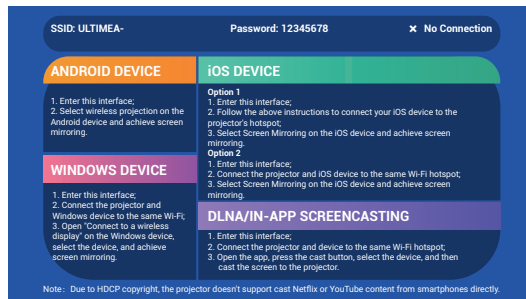 SSID: ULTIMEA-
Password: 12345678
× No Connection
ANDROID DEVICE
1. Enter this interface;
2. Select wireless projection on the
Android device and achieve screen
mirroring.
WINDOWS DEVICE
1. Enter this interface;
2. Connect the projector and
Windows device to the same Wi-Fi;
3. Open "Connect to a wireless
display" on the Windows device,
select the device, and achieve
screen mirroring.
iOS DEVICE
Option 1
1. Enter this interface;
2. Follow the above instructions to connect your iOS device to the
projector's hotspot;
3. Select Screen Mirroring on the iOS device and achieve screen
mirroring.
Option 2
1. Enter this interface;
2. Connect the projector and iOS device to the same Wi-Fi hotspot;
3. Select Screen Mirroring on the iOS device and achieve screen
mirroring.
DLNA/IN-APP SCREENCASTING
1. Enter this interface;
2. Connect the projector and device to the same Wi-Fi hotspot;
3. Open the app, press the cast button, select the device, and then
cast the screen to the projector.
Note: Due to HDCP copyright, the projector doesn't support cast Netflix or YouTube content from smartphones directly.